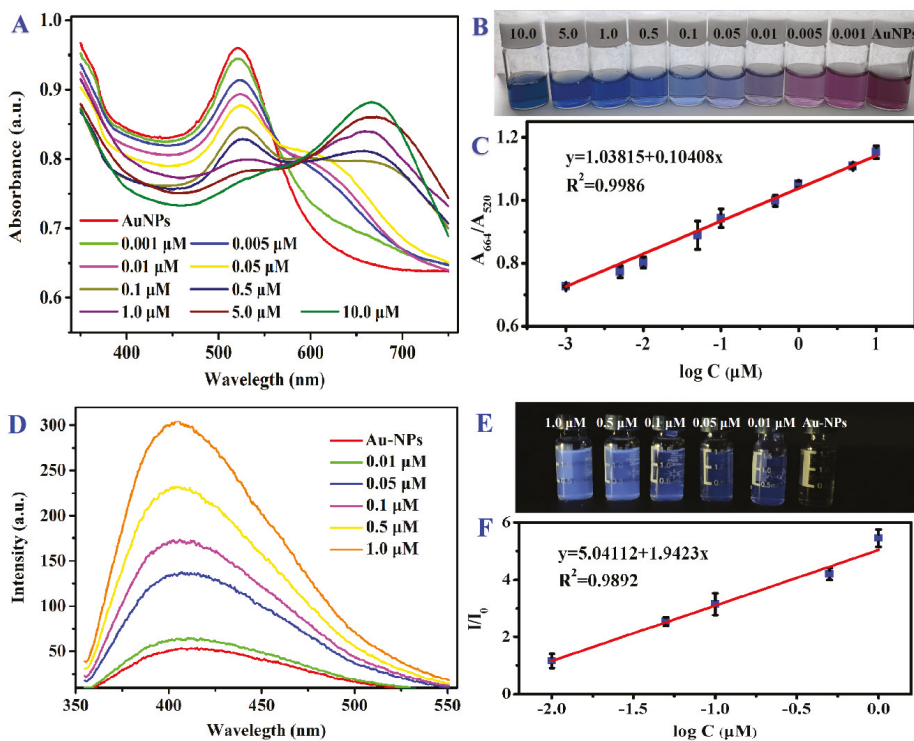 A
1.0
0.9
0.8
0.7
0.6
Absorbance (a.u.)
AuNPs
0.001 μM
0.005 μM
0.01 μM
0.05 μM
0.1 μM
0.5 μM
1.0 μM
5.0 μM
10.0 μM
400 500 600 700
Wavelegth (nm)
B
10.0 5.0 1.0 0.5 0.1 0.05 0.01 0.005 0.001 AuNPs
C
1.2
1.0
0.8
0.6
A664/A520
y=1.03815+0.10408x
R²=0.9986
-3 -2 -1 0 1
log C (μM)
D
300
250
200
150
100
50
Intensity (a.u.)
Au-NPs
0.01 μM
0.05 μM
0.1 μM
0.5 μM
1.0 μM
350 400 450 500 550
Wavelegth (nm)
E
1.0 μM 0.5 μM 0.1 μM 0.05 μM 0.01 μM Au-NPs
F
6
4
2
0
I/I0
y=5.04112+1.9423x
R²=0.9892
-2.0 -1.5 -1.0 -0.5 0.0
log C (μM)